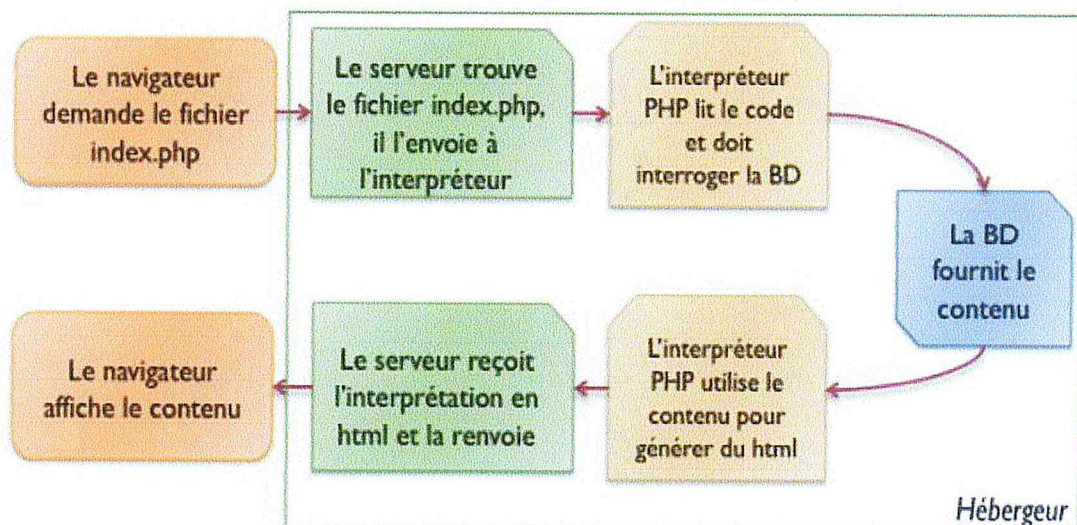 Le navigateur
demande le fichier
index.php
Le serveur trouve
le fichier index.php,
il l'envoie à
l'interpréteur
L'interpréteur
PHP lit le code
et doit
interroger la BD
La BD
fournit le
contenu
L'interpréteur
PHP utilise le
contenu pour
générer du html
Le serveur reçoit
l'interprétation en
html et la renvoie
Le navigateur
affiche le contenu
Hébergeur